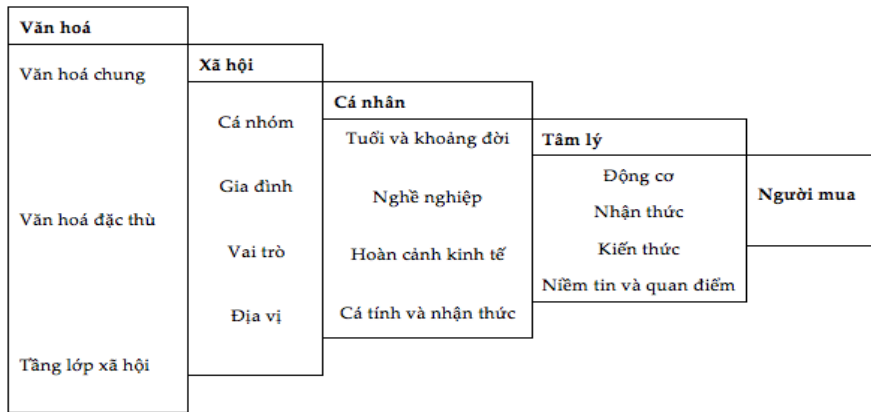 Văn hoá
Văn hoá chung
Văn hoá đặc thù
Tầng lớp xã hội
Xã hội
Cá nhóm
Gia đình
Vai trò
Địa vị
Cá nhân
Tuổi và khoảng đời
Nghề nghiệp
Hoàn cảnh kinh tế
Cá tính và nhận thức
Tâm lý
Động cơ
Nhận thức
Kiến thức
Niềm tin và quan điểm
Người mua